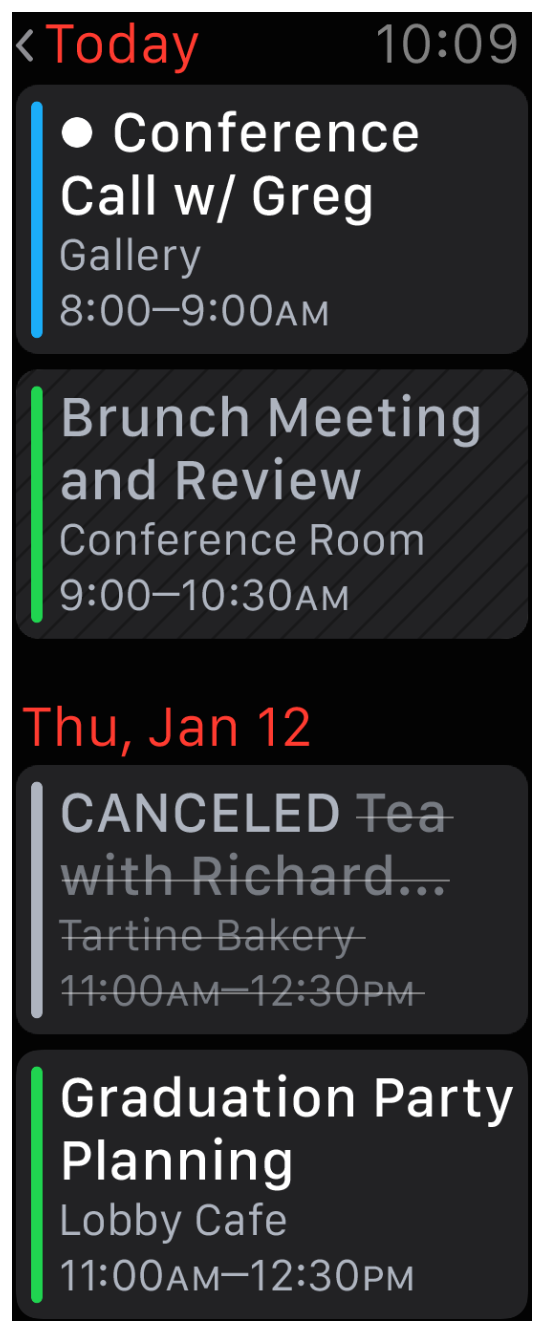 Today 10:09
Conference
Call w/ Greg
Gallery
8:00–9:00AM
Brunch Meeting
and Review
Conference Room
9:00–10:30AM
Thu, Jan 12
CANCELED Tea
with Richard...
Tartine Bakery
11:00AM–12:30PM
Graduation Party
Planning
Lobby Cafe
11:00AM–12:30PM